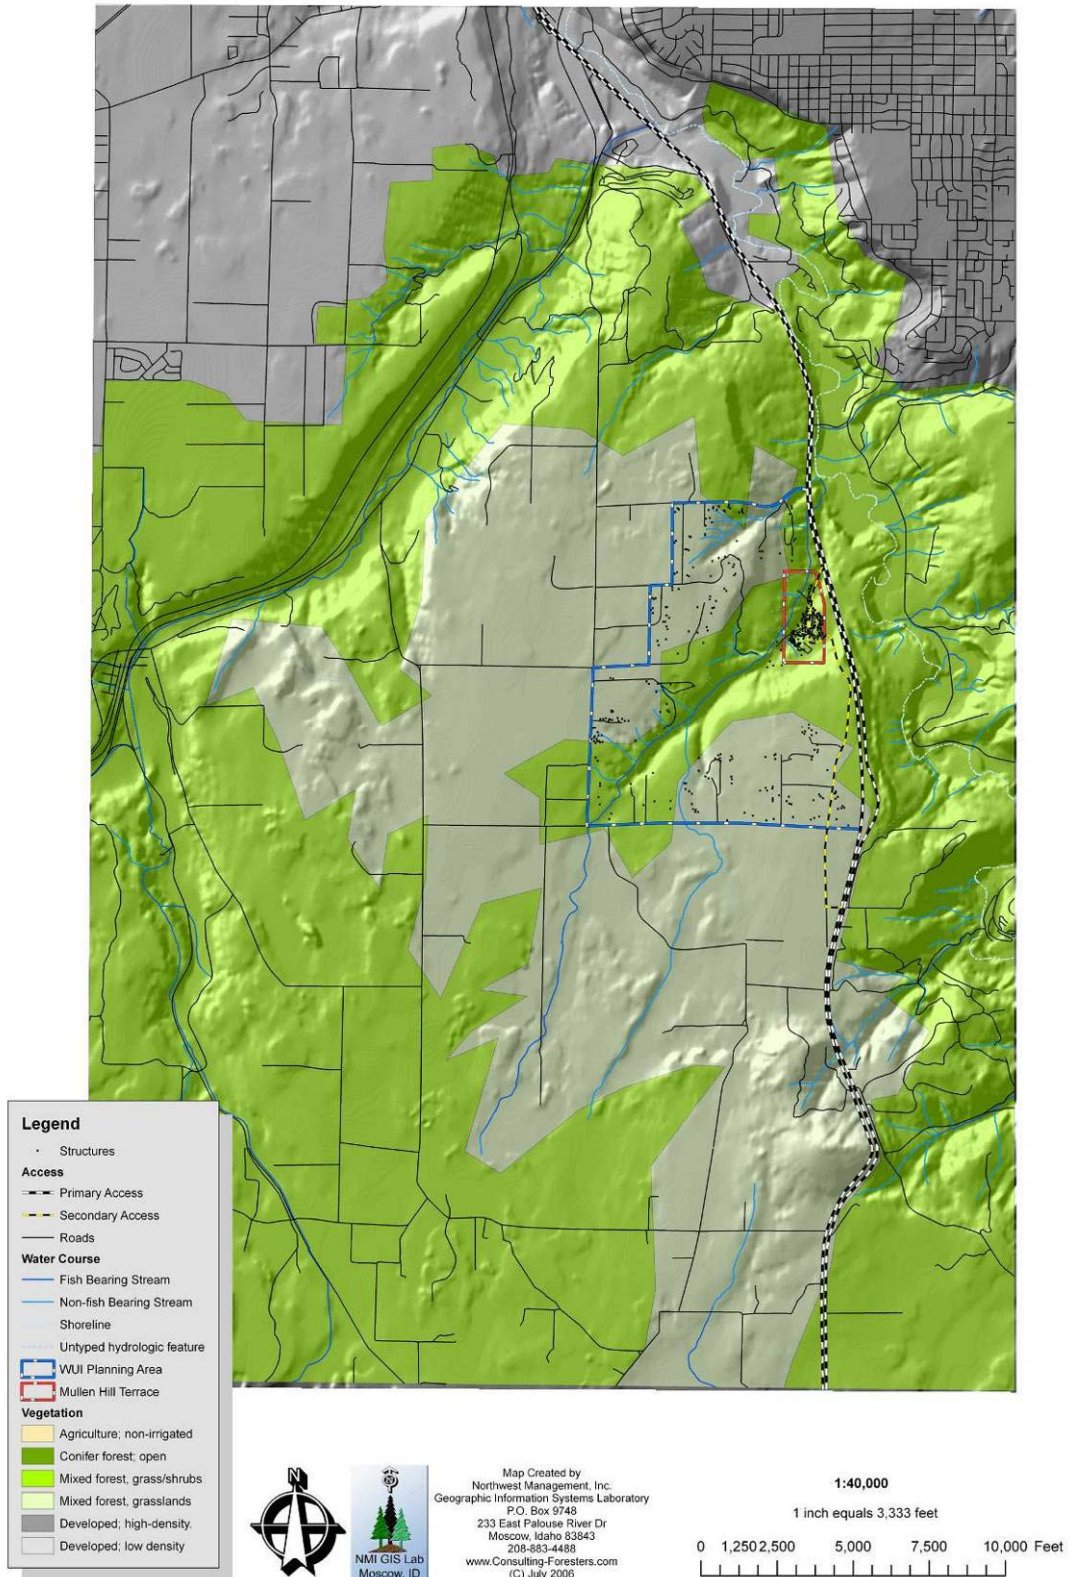 Legend
Structures
Access
Primary Access
Secondary Access
Roads
Water Course
Fish Bearing Stream
Non-fish Bearing Stream
Shoreline
Untyped hydrologic feature
WUI Planning Area
Mullen Hill Terrace
Vegetation
Agriculture; non-irrigated
Conifer forest; open
Mixed forest, grass/shrubs
Mixed forest, grasslands
Developed; high-density.
Developed; low density
N
NMI GIS Lab
Moscow, ID
Map Created by
Northwest Management, Inc.
Geographic Information Systems Laboratory
P.O. Box 9748
233 East Palouse River Dr
Moscow, Idaho 83843
208-883-4488
www.Consulting-Foresters.com
(C) July 2006
1:40,000
1 inch equals 3,333 feet
0 1,250 2,500 5,000 7,500 10,000 Feet